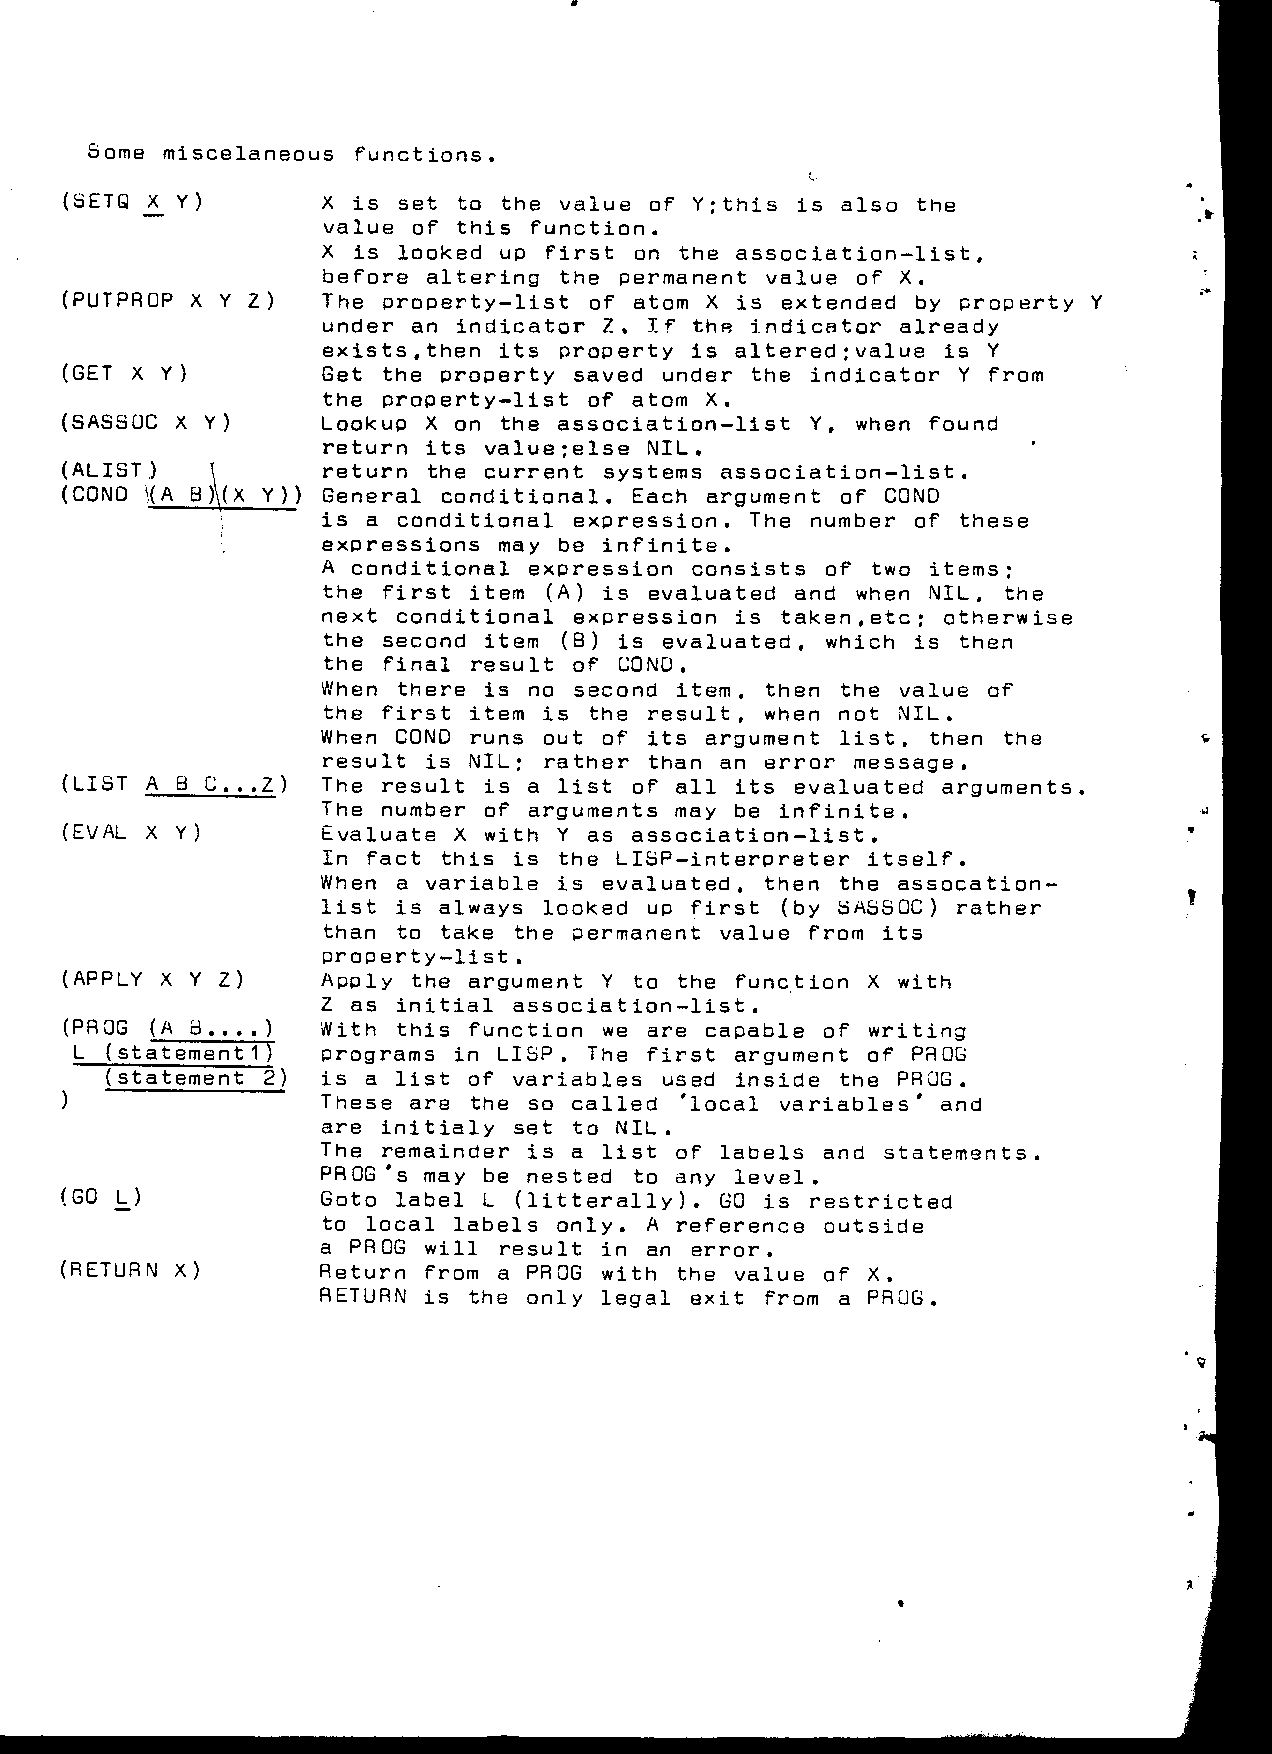 Some miscelaneous functions.
(SETQ X Y) X is set to the value of Y;this is also the
value of this function.
X is looked up first on the association-list,
before altering the permanent value of X.
(PUTPROP X Y Z) The property-list of atom X is extended by property Y
under an indicator Z. If the indicator already
exists,then its property is altered;value is Y
(GET X Y) Get the property saved under the indicator Y from
the property-list of atom X.
(SASSOC X Y) Lookup X on the association-list Y, when found
return its value;else NIL.
(ALIST) return the current systems association-list.
(COND (A B)(X Y)) General conditional. Each argument of COND
is a conditional expression. The number of these
expressions may be infinite.
A conditional expression consists of two items;
the first item (A) is evaluated and when NIL, the
next conditional expression is taken,etc; otherwise
the second item (B) is evaluated, which is then
the final result of COND.
When there is no second item, then the value of
the first item is the result, when not NIL.
When COND runs out of its argument list, then the
result is NIL; rather than an error message.
(LIST A B C...Z) The result is a list of all its evaluated arguments.
The number of arguments may be infinite.
(EVAL X Y) Evaluate X with Y as association-list.
In fact this is the LISP-interpreter itself.
When a variable is evaluated, then the assocation-
list is always looked up first (by SASSOC) rather
than to take the permanent value from its
property-list.
(APPLY X Y Z) Apply the argument Y to the function X with
Z as initial association-list.
(PROG (A B....) With this function we are capable of writing
L (statement1) programs in LISP. The first argument of PROG
(statement 2) is a list of variables used inside the PROG.
) These are the so called 'local variables' and
are initialy set to NIL.
The remainder is a list of labels and statements.
PROG's may be nested to any level.
(GO L) Goto label L (litterally). GO is restricted
to local labels only. A reference outside
a PROG will result in an error.
(RETURN X) Return from a PROG with the value of X.
RETURN is the only legal exit from a PROG.